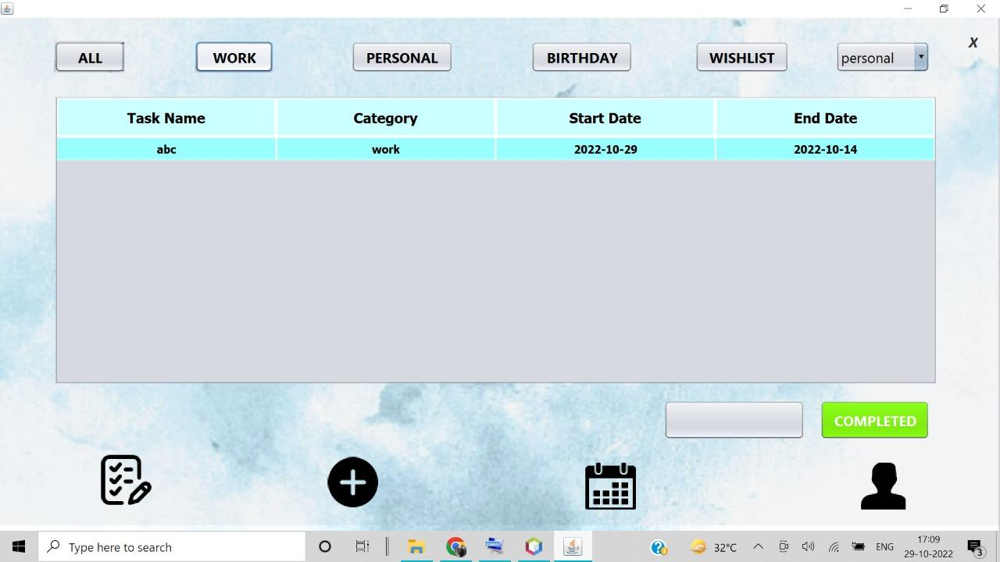 X
ALL WORK PERSONAL BIRTHDAY WISHLIST personal
Task Name Category Start Date End Date
abc work 2022-10-29 2022-10-14
COMPLETED
Type here to search 32°C ENG 17:09
29-10-2022 3